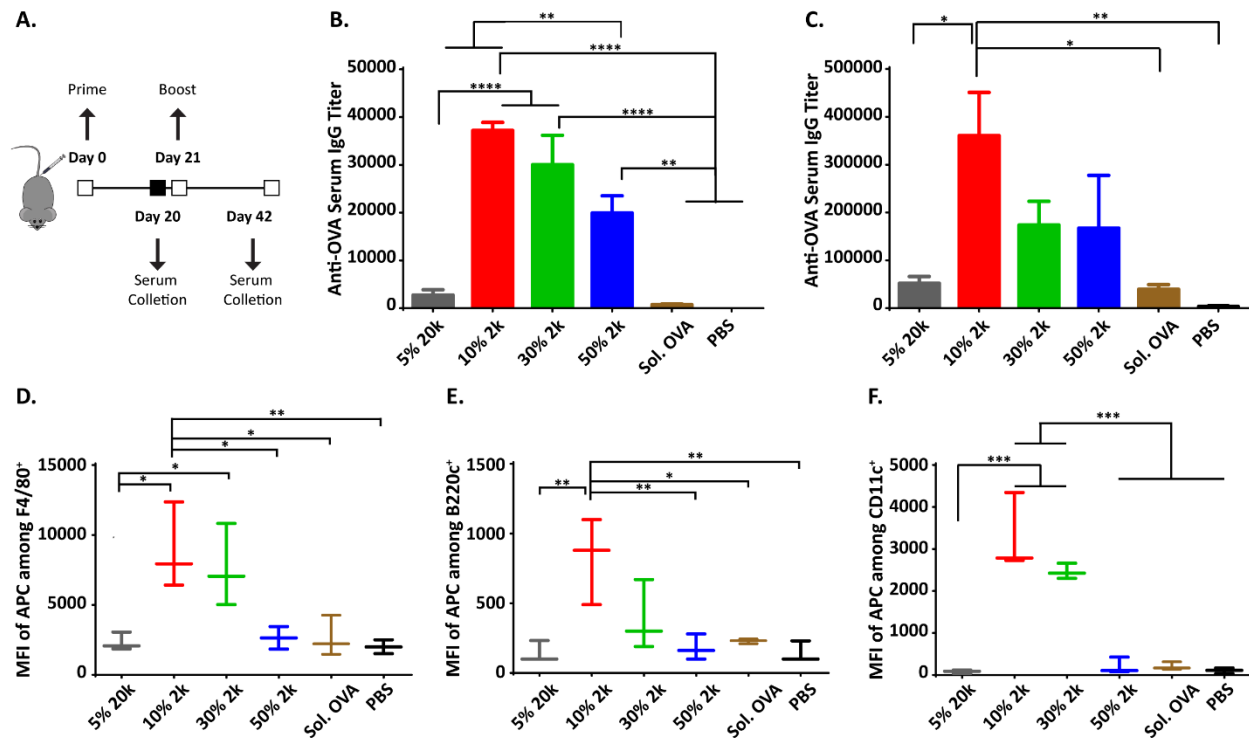 A.
Prime
Boost
Day 0
Day 21
Day 20
Day 42
Serum
Colletion
Serum
Colletion
B.
**
****
****
****
**
Anti-OVA Serum IgG Titer
50000
40000
30000
20000
10000
0
5% 20k
10% 2k
30% 2k
50% 2k
Sol. OVA
PBS
C.
*
**
*
Anti-OVA Serum IgG Titer
500000
400000
300000
200000
100000
0
5% 20k
10% 2k
30% 2k
50% 2k
Sol. OVA
PBS
D.
**
*
*
*
*
MFI of APC among F4/80+
15000
10000
5000
0
5% 20k
10% 2k
30% 2k
50% 2k
Sol. OVA
PBS
E.
**
*
**
**
MFI of APC among B220c+
1500
1000
500
0
5% 20k
10% 2k
30% 2k
50% 2k
Sol. OVA
PBS
F.
***
***
MFI of APC among CD11c+
5000
4000
3000
2000
1000
0
5% 20k
10% 2k
30% 2k
50% 2k
Sol. OVA
PBS